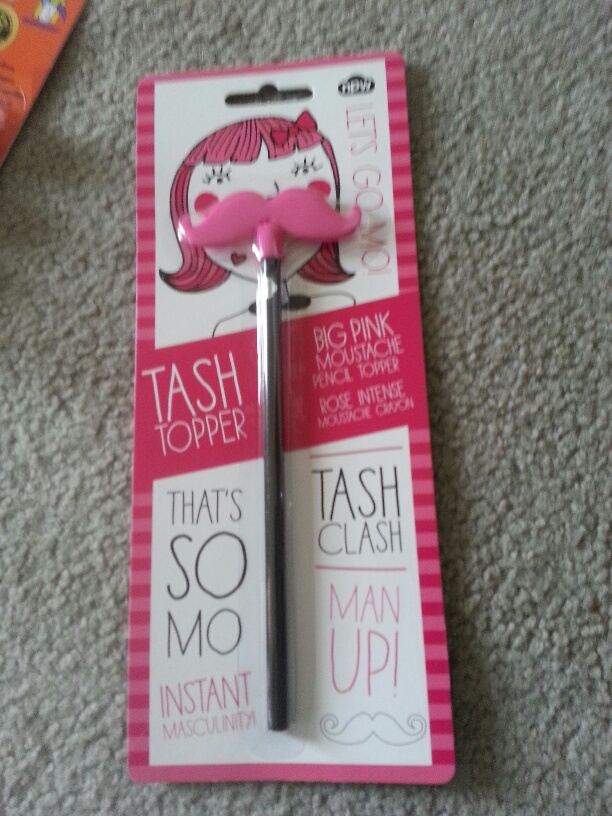 npw
LET'S GO MO!
TASH
TOPPER
BIG PINK
MOUSTACHE
PENCIL TOPPER
ROSE INTENSE
MOUSTACHE CRAYON
THAT'S
SO
MO
INSTANT
MASCULINITY!
TASH
CLASH
MAN
UP!